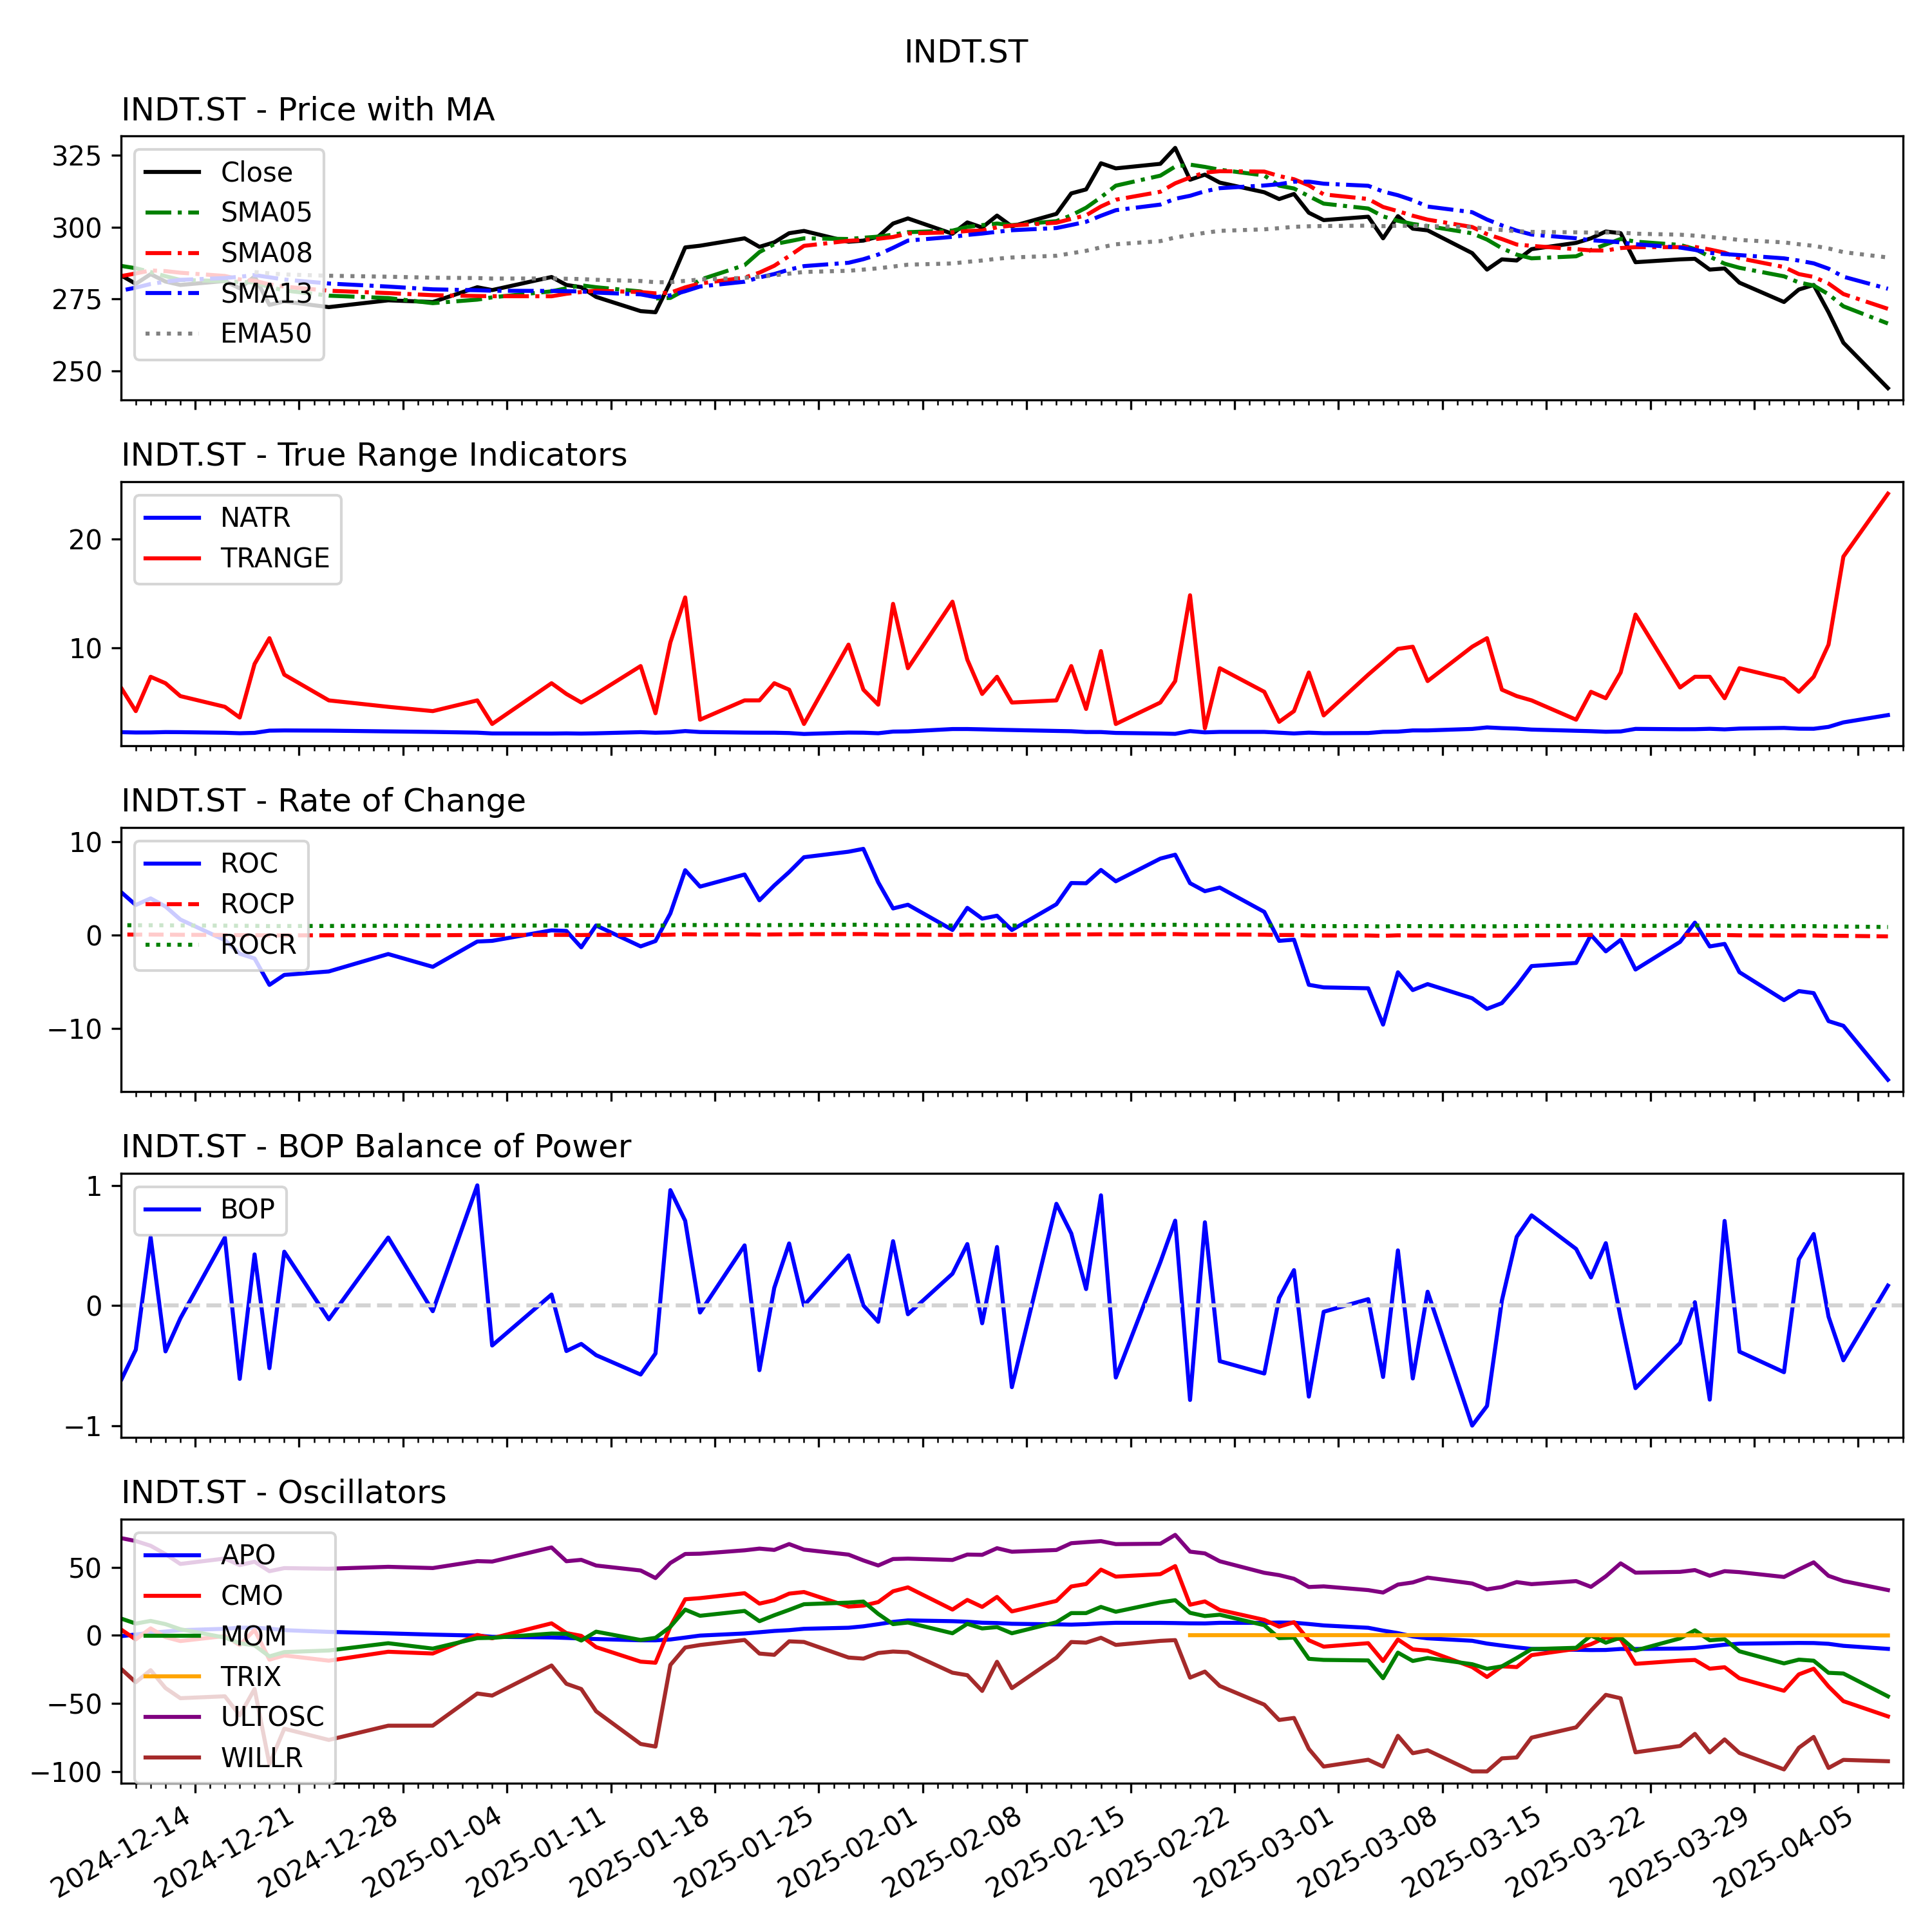 INDT.ST
INDT.ST - Price with MA
325
300
275
250
Close
SMA05
SMA08
SMA13
EMA50
INDT.ST - True Range Indicators
20
10
NATR
TRANGE
INDT.ST - Rate of Change
10
0
−10
ROC
ROCP
ROCR
INDT.ST - BOP Balance of Power
1
0
−1
BOP
INDT.ST - Oscillators
50
0
−50
−100
APO
CMO
MOM
TRIX
ULTOSC
WILLR
2024-12-14
2024-12-21
2024-12-28
2025-01-04
2025-01-11
2025-01-18
2025-01-25
2025-02-01
2025-02-08
2025-02-15
2025-02-22
2025-03-01
2025-03-08
2025-03-15
2025-03-22
2025-03-29
2025-04-05